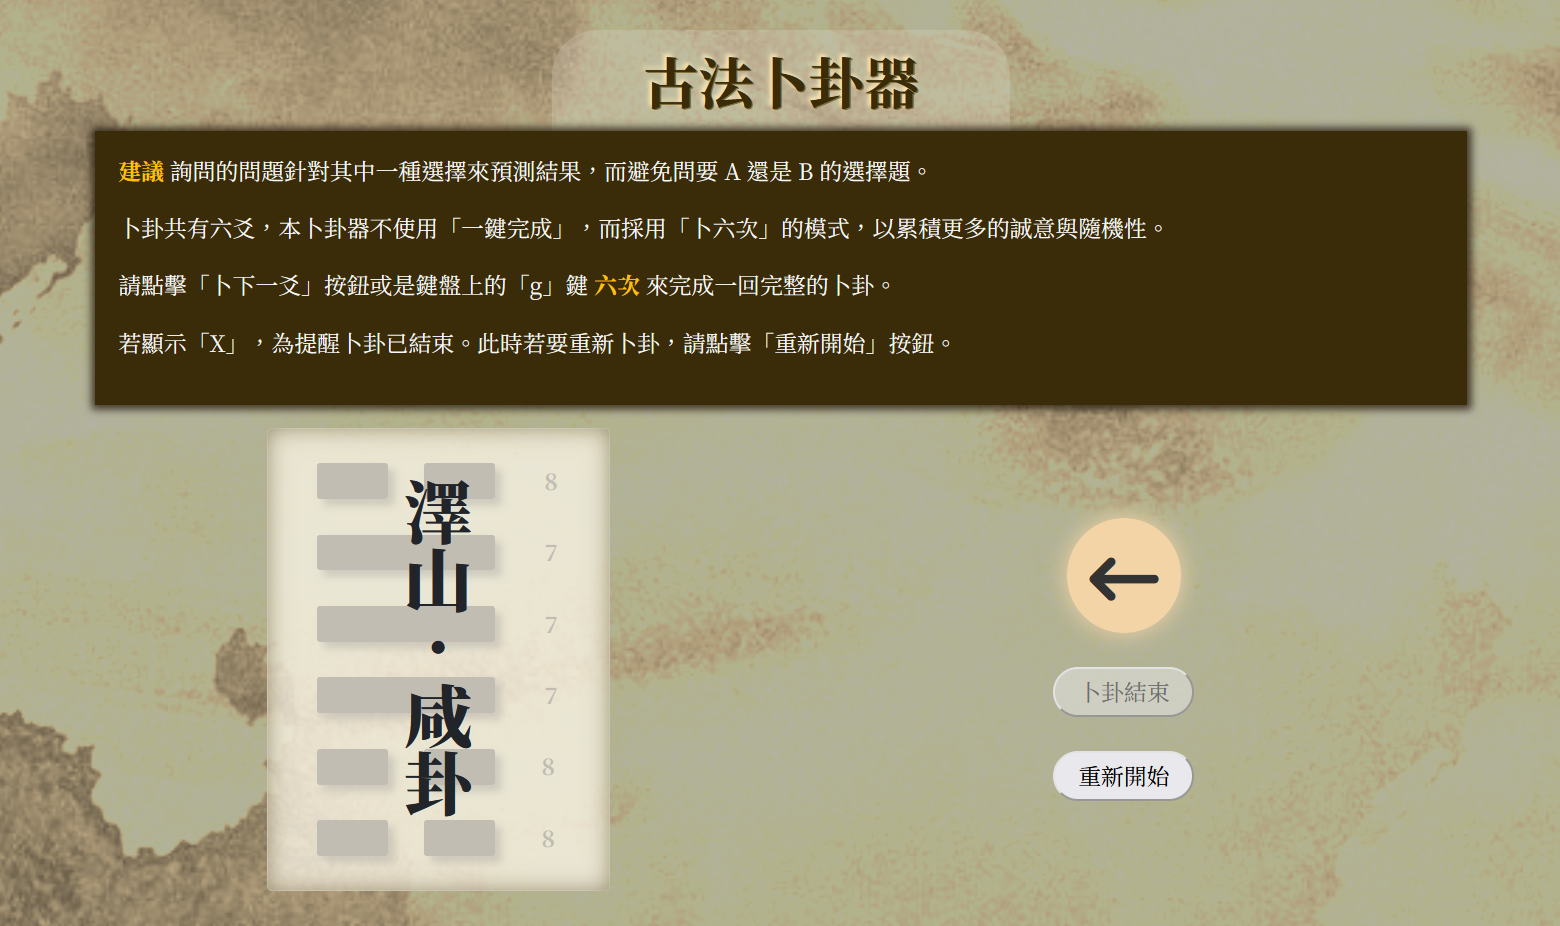 古法卜卦器
建議 詢問的問題針對其中一種選擇來預測結果，而避免問要 A 還是 B 的選擇題。
卜卦共有六爻，本卜卦器不使用「一鍵完成」，而採用「卜六次」的模式，以累積更多的誠意與隨機性。
請點擊「卜下一爻」按鈕或是鍵盤上的「g」鍵 六次 來完成一回完整的卜卦。
若顯示「X」，為提醒卜卦已結束。此時若要重新卜卦，請點擊「重新開始」按鈕。
澤山・咸卦
8
7
7
7
8
8
卜卦結束
重新開始